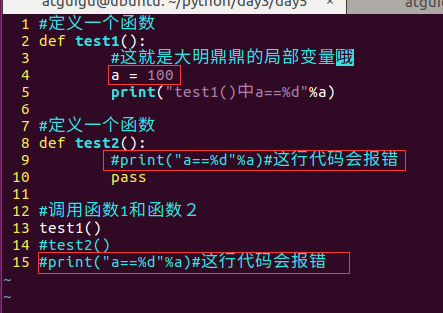 atguigu@ubuntu: ~/python/day3/day5 ×
1 #定义一个函数
2 def test1():
3 #这就是大明鼎鼎的局部变量哦
4 a = 100
5 print("test1()中a==%d"%a)
6
7 #定义一个函数
8 def test2():
9 #print("a==%d"%a)#这行代码会报错
10 pass
11
12 #调用函数1和函数２
13 test1()
14 #test2()
15 #print("a==%d"%a)#这行代码会报错
~
~